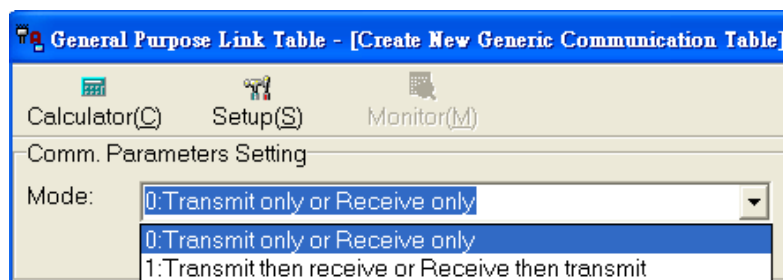 General Purpose Link Table - [Create New Generic Communication Table]
Calculator(C) Setup(S) Monitor(M)
Comm. Parameters Setting
Mode: 0:Transmit only or Receive only
0:Transmit only or Receive only
1:Transmit then receive or Receive then transmit